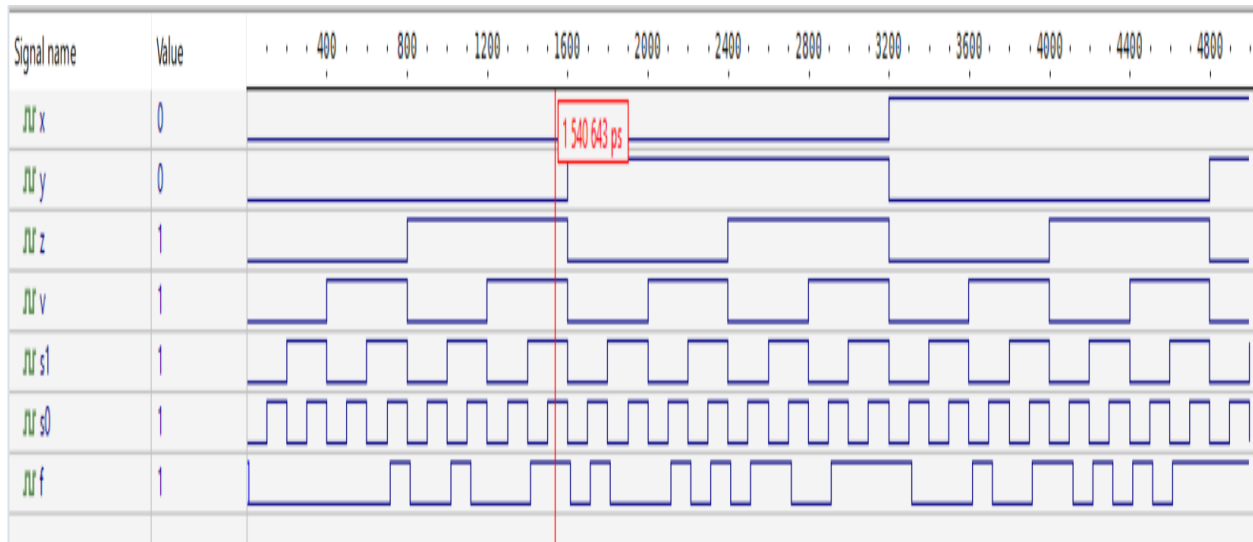 Signal name Value 400 800 1200 1600 2000 2400 2800 3200 3600 4000 4400 4800
x 0
1 540 643 ps
y 0
z 1
v 1
s1 1
s0 1
f 1